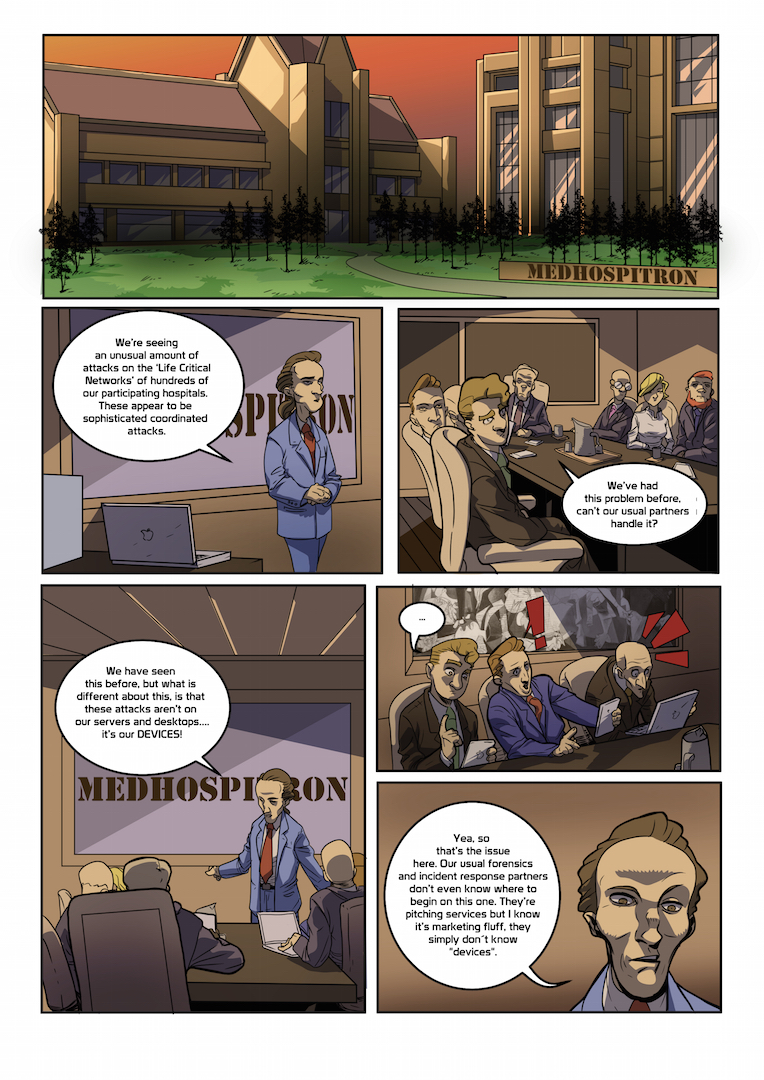 MEDHOSPITRON
We're seeing
an unusual amount of
attacks on the 'Life Critical
Networks' of hundreds of
our participating hospitals.
These appear to be
sophisticated coordinated
attacks.
SPITRON
We've had
this problem before,
can't our usual partners
handle it?
We have seen
this before, but what is
different about this, is that
these attacks aren't on
our servers and desktops....
it's our DEVICES!
MEDHOSPITRON
...
!
Yea, so
that's the issue
here. Our usual forensics
and incident response partners
don't even know where to
begin on this one. They're
pitching services but I know
it's marketing fluff, they
simply don´t know
"devices".